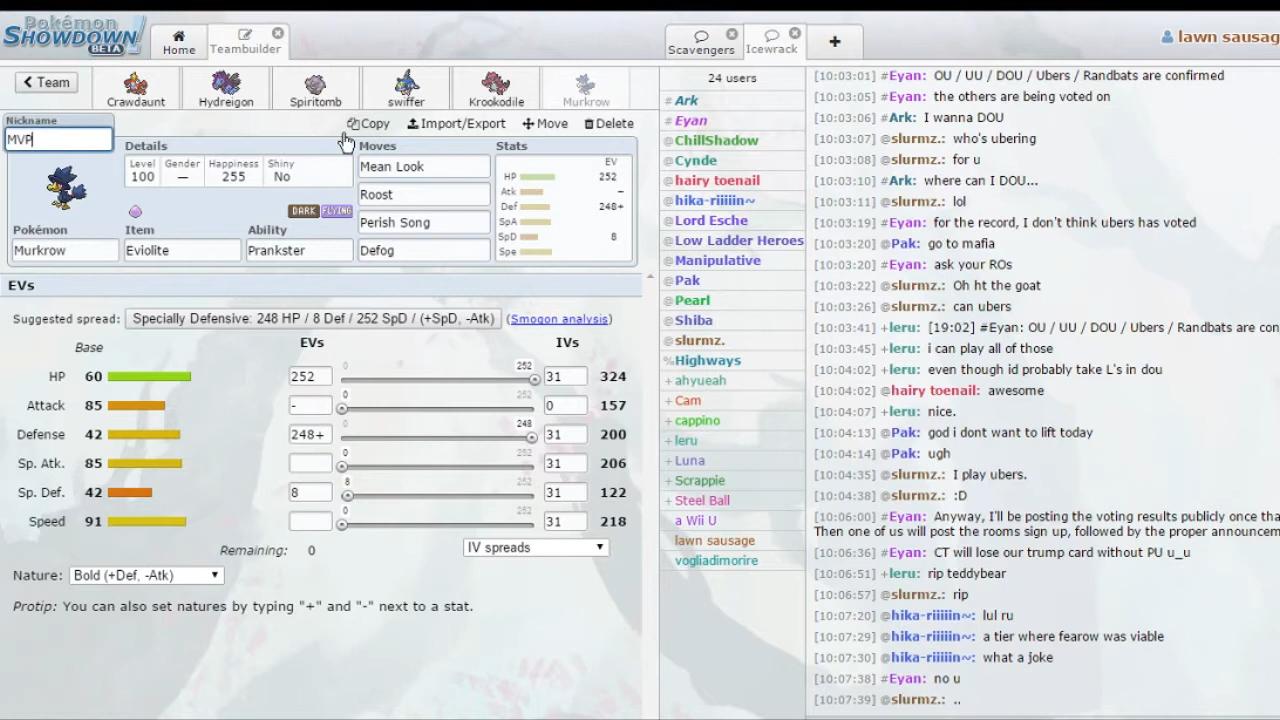 Pokémon
SHOWDOWN!
BETA
Home
Teambuilder
Scavengers
Icewrack
+
lawn sausag
< Team
Crawdaunt
Hydreigon
Spiritomb
swiffer
Krookodile
Murkrow
Copy
Import/Export
Move
Delete
Nickname
MVP
Details
Level
100
Gender
—
Happiness
255
Shiny
No
DARK
FLYING
Pokémon
Murkrow
Item
Eviolite
Ability
Prankster
Moves
Mean Look
Roost
Perish Song
Defog
Stats
EV
HP 252
Atk –
Def 248+
SpA
SpD 8
Spe
EVs
Suggested spread: Specially Defensive: 248 HP / 8 Def / 252 SpD / (+SpD, -Atk) (Smogon analysis)
Base EVs IVs
0 252
HP 60 252 31 324
0 252
Attack 85 - 0 157
0 248
Defense 42 248+ 31 200
0 252
Sp. Atk. 85 31 206
8 252
Sp. Def. 42 8 31 122
0 252
Speed 91 31 218
Remaining: 0
IV spreads
Nature: Bold (+Def, -Atk)
Protip: You can also set natures by typing "+" and "-" next to a stat.
24 users
# Ark
# Eyan
@ ChillShadow
@ Cynde
@ hairy toenail
@ hika-riiiiin~
@ Lord Esche
@ Low Ladder Heroes
@ Manipulative
@ Pak
@ Pearl
@ Shiba
@ slurmz.
% Highways
+ ahyueah
+ Cam
+ cappino
+ leru
+ Luna
+ Scrappie
+ Steel Ball
a Wii U
lawn sausage
vogliadimorire
[10:03:01] #Eyan: OU / UU / DOU / Ubers / Randbats are confirmed
[10:03:05] #Eyan: the others are being voted on
[10:03:06] #Ark: I wanna DOU
[10:03:07] @slurmz.: who's ubering
[10:03:08] @slurmz.: for u
[10:03:10] #Ark: where can I DOU...
[10:03:11] @slurmz.: lol
[10:03:19] #Eyan: for the record, I don't think ubers has voted
[10:03:20] @Pak: go to mafia
[10:03:20] #Eyan: ask your ROs
[10:03:22] @slurmz.: Oh ht the goat
[10:03:26] @slurmz.: can ubers
[10:03:41] +leru: [19:02] #Eyan: OU / UU / DOU / Ubers / Randbats are con
[10:03:45] +leru: i can play all of those
[10:04:02] +leru: even though id probably take L's in dou
[10:04:02] @hairy toenail: awesome
[10:04:07] +leru: nice.
[10:04:13] @Pak: god i dont want to lift today
[10:04:14] @Pak: ugh
[10:04:35] @slurmz.: I play ubers.
[10:04:38] @slurmz.: :D
[10:06:00] #Eyan: Anyway, I'll be posting the voting results publicly once tha
Then one of us will post the rooms sign up, followed by the proper announcem
[10:06:36] #Eyan: CT will lose our trump card without PU u_u
[10:06:51] +leru: rip teddybear
[10:06:57] @slurmz.: rip
[10:07:20] @hika-riiiiin~: lul ru
[10:07:29] @hika-riiiiin~: a tier where fearow was viable
[10:07:30] @hika-riiiiin~: what a joke
[10:07:38] #Eyan: no u
[10:07:39] @slurmz.: ..